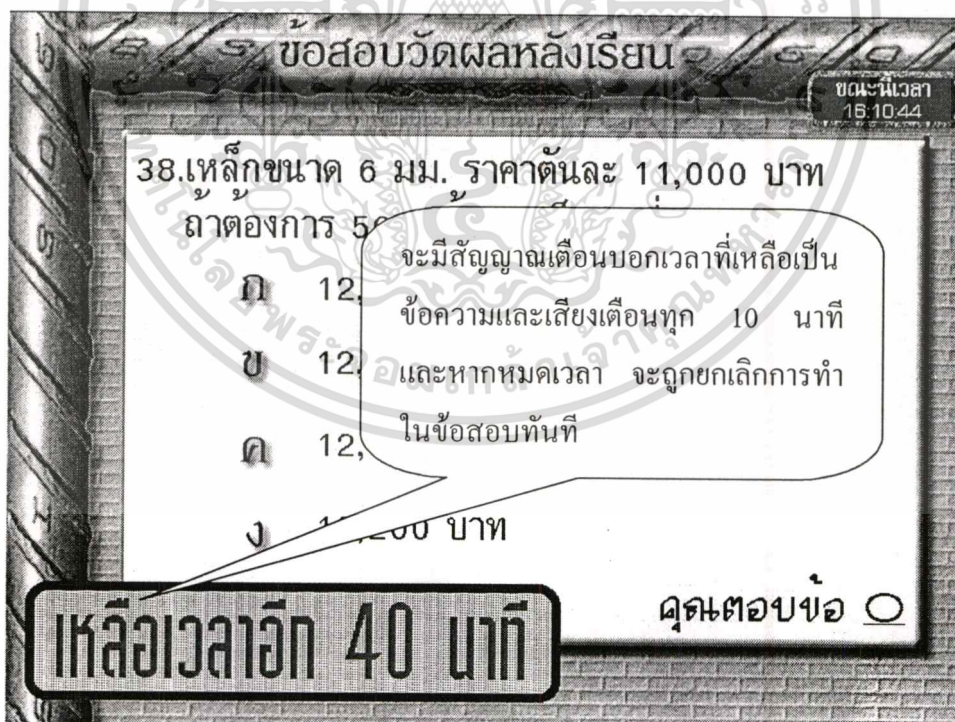 ข้อสอบวัดผลหลังเรียน
ขณะนี้เวลา
16:10:44
38.เหล็กขนาด 6 มม. ราคาตันละ 11,000 บาท
ถ้าต้องการ
ก 12,
ข 12,
ค 12,
ง 200 บาท
จะมีสัญญาณเตือนบอกเวลาที่เหลือเป็น
ข้อความและเสียงเตือนทุก 10 นาที
และหากหมดเวลา จะถูกยกเลิกการทำ
ในข้อสอบทันที
คุณตอบข้อ
เหลือเวลาอีก 40 นาที